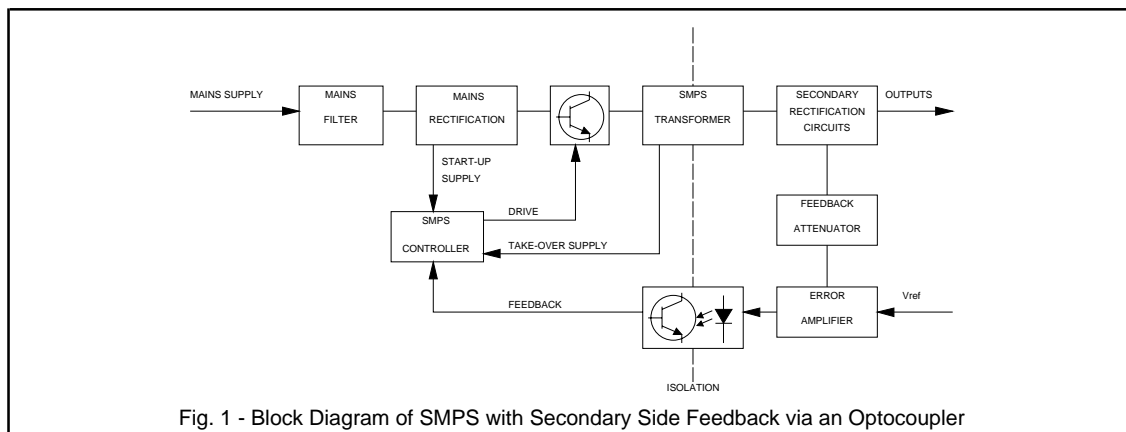 MAINS SUPPLY
MAINS
FILTER
MAINS
RECTIFICATION
SMPS
TRANSFORMER
SECONDARY
RECTIFICATION
CIRCUITS
OUTPUTS
START-UP
SUPPLY
SMPS
CONTROLLER
DRIVE
TAKE-OVER SUPPLY
FEEDBACK
ATTENUATOR
FEEDBACK
ERROR
AMPLIFIER
Vref
ISOLATION
Fig. 1 - Block Diagram of SMPS with Secondary Side Feedback via an Optocoupler